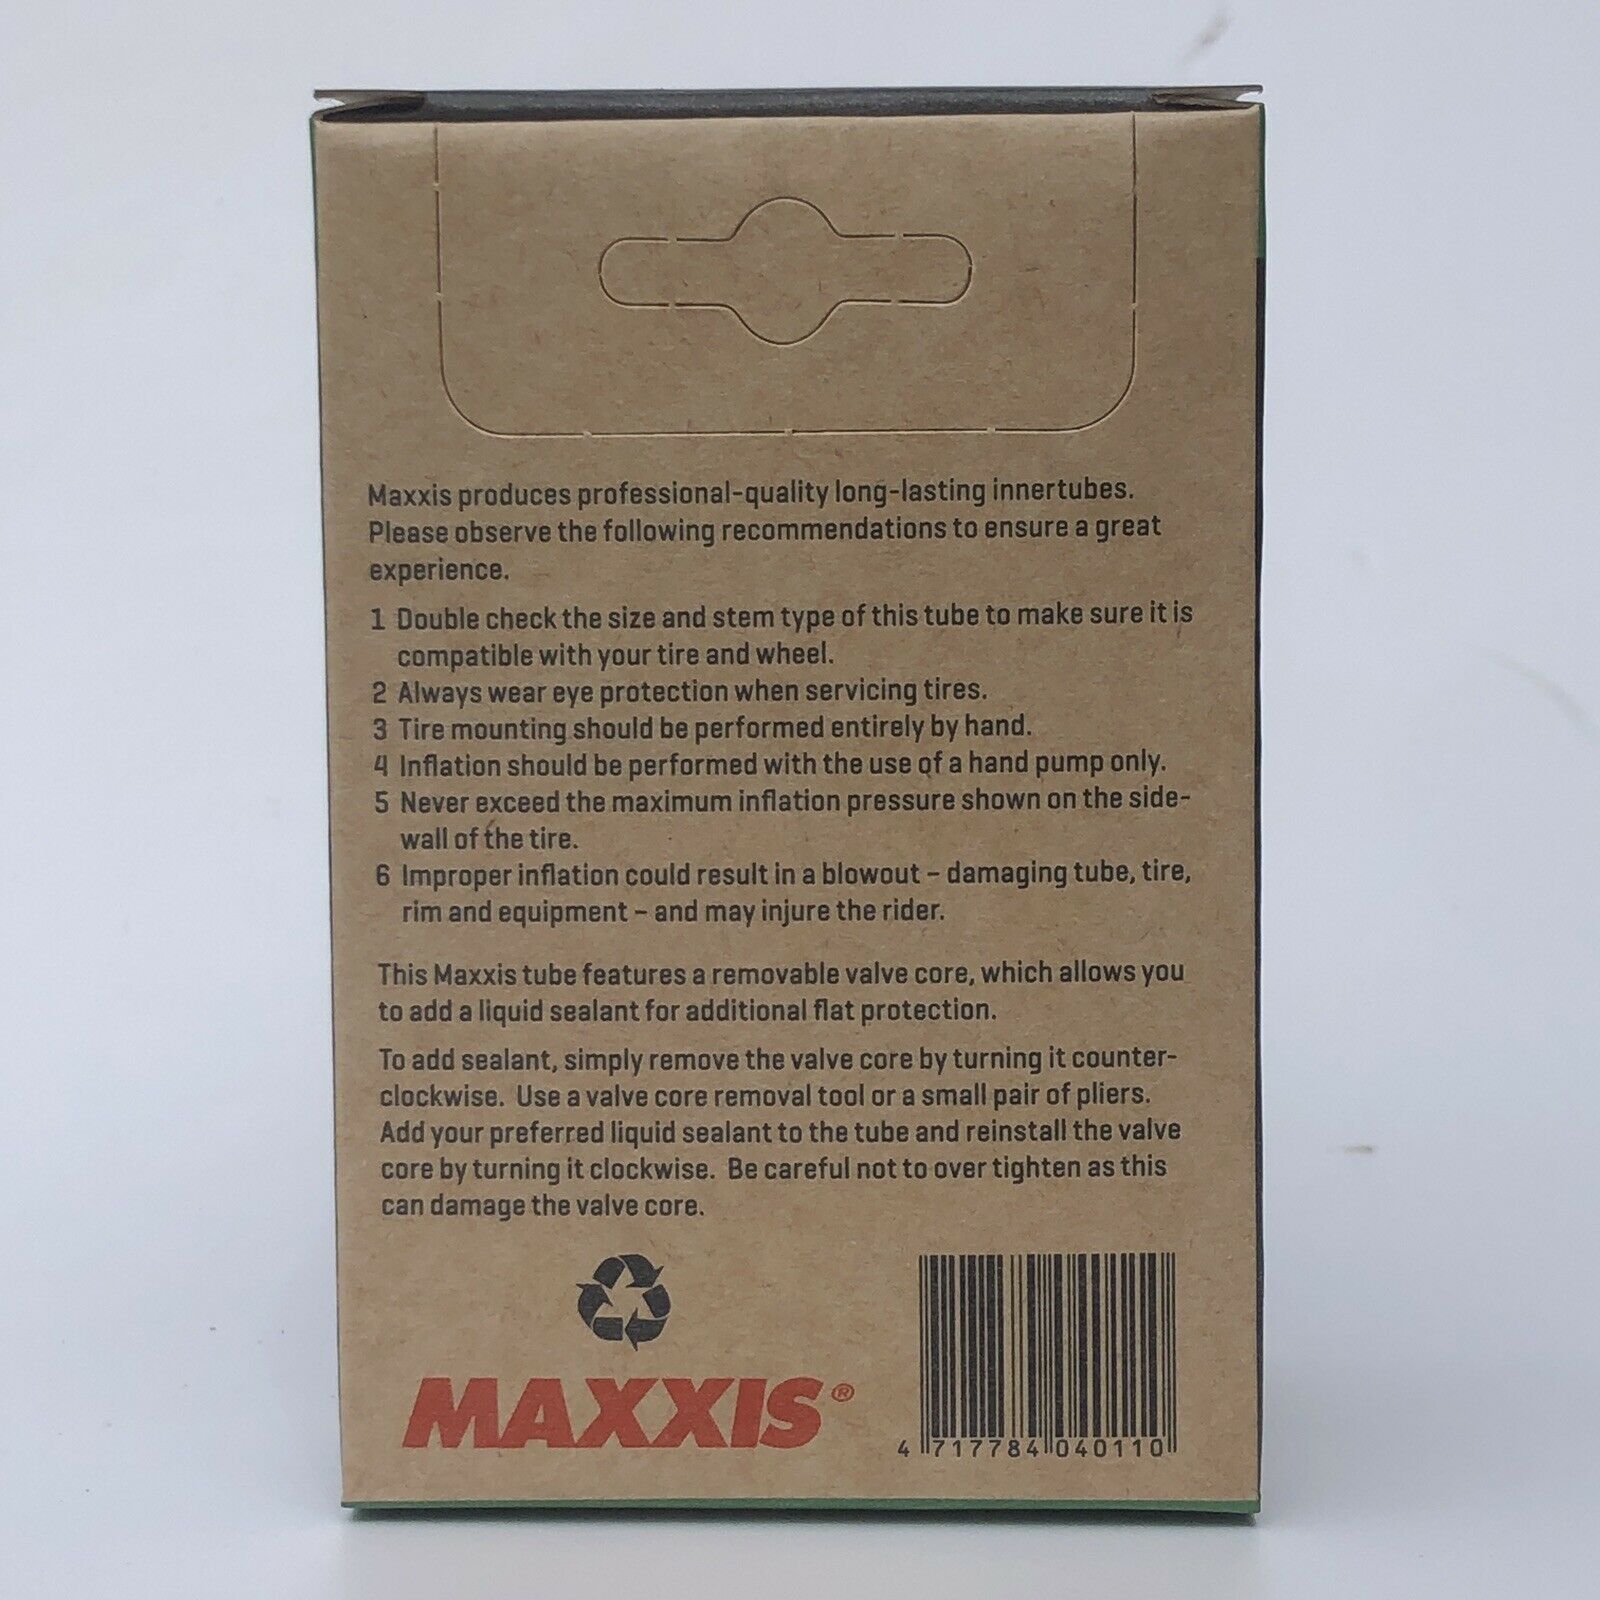 Maxxis produces professional-quality long-lasting innertubes.
Please observe the following recommendations to ensure a great
experience.
1 Double check the size and stem type of this tube to make sure it is
compatible with your tire and wheel.
2 Always wear eye protection when servicing tires.
3 Tire mounting should be performed entirely by hand.
4 Inflation should be performed with the use of a hand pump only.
5 Never exceed the maximum inflation pressure shown on the side-
wall of the tire.
6 Improper inflation could result in a blowout – damaging tube, tire,
rim and equipment – and may injure the rider.
This Maxxis tube features a removable valve core, which allows you
to add a liquid sealant for additional flat protection.
To add sealant, simply remove the valve core by turning it counter-
clockwise. Use a valve core removal tool or a small pair of pliers.
Add your preferred liquid sealant to the tube and reinstall the valve
core by turning it clockwise. Be careful not to over tighten as this
can damage the valve core.
MAXXIS®
4 717784 040110